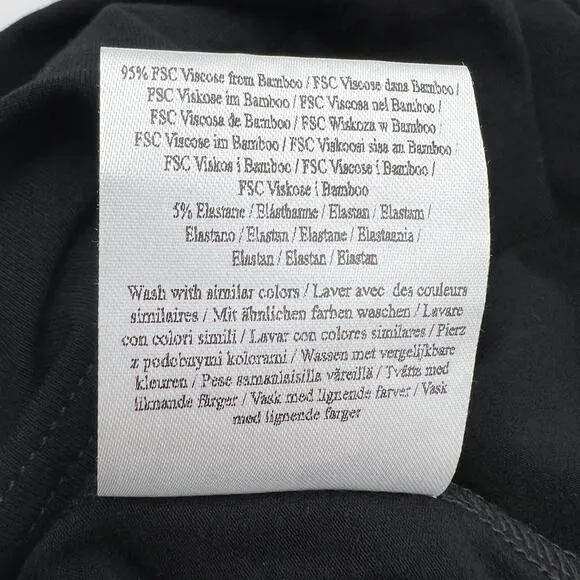 95% FSC Viscose from Bamboo / FSC Viscose dans Bamboo /
FSC Viskose im Bamboo / FSC Viscosa nel Bamboo /
FSC Viscosa de Bamboo / FSC Wiskoza w Bamboo /
FSC Viscose im Bamboo / FSC Viskoosi sisa an Bamboo /
FSC Viskos i Bamboo / FSC Viscose i Bamboo /
FSC Viskose i Bamboo
5% Elastane / Elásthanne / Elastan / Elastam /
Elastano / Elastan / Elastane / Elastaania /
Elastan / Elastan / Elastan
Wash with similar colors / Laver avec des couleurs
similaires / Mit ähnlichen farben waschen / Lavare
con colori simili / Lavar con colores similares / Pierz
z podobnymi kolorami / Wassen met vergelijkbare
kleuren / Pese samanlaisilla väreillä / Tvätta med
liknande färger / Vask med lignende farver / Vask
med lignende farger